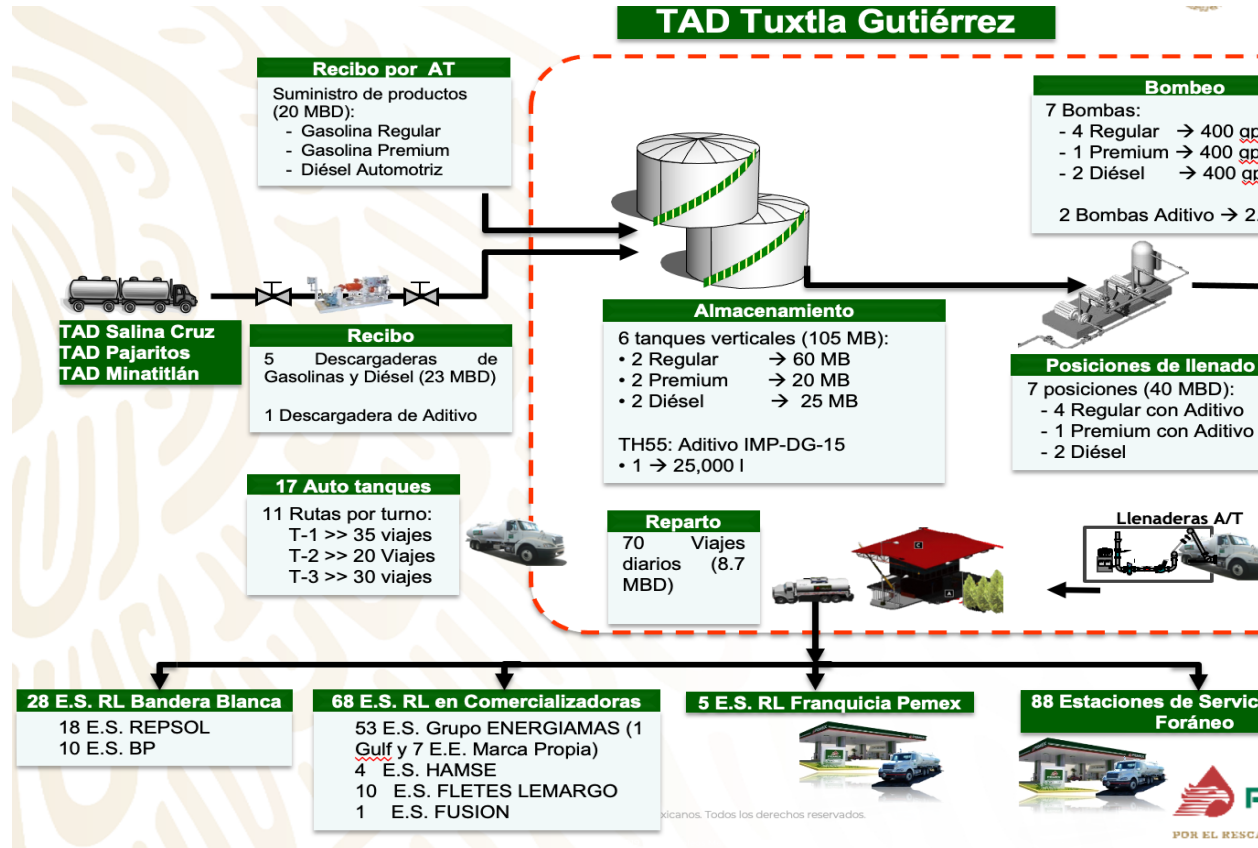 TAD Tuxtla Gutiérrez
Recibo por AT
Suministro de productos
(20 MBD):
- Gasolina Regular
- Gasolina Premium
- Diésel Automotriz
TAD Salina Cruz
TAD Pajaritos
TAD Minatitlán
Recibo
5 Descargaderas de
Gasolinas y Diésel (23 MBD)
1 Descargadera de Aditivo
Almacenamiento
6 tanques verticales (105 MB):
• 2 Regular → 60 MB
• 2 Premium → 20 MB
• 2 Diésel → 25 MB
TH55: Aditivo IMP-DG-15
• 1 → 25,000 l
Bombeo
7 Bombas:
- 4 Regular → 400
- 1 Premium → 400
- 2 Diésel → 400
2 Bombas Aditivo → 2.
Posiciones de llenado
7 posiciones (40 MBD):
- 4 Regular con Aditivo
- 1 Premium con Aditivo
- 2 Diésel
17 Auto tanques
11 Rutas por turno:
T-1 >> 35 viajes
T-2 >> 20 Viajes
T-3 >> 30 viajes
Reparto
70 Viajes
diarios (8.7
MBD)
Llenaderas A/T
28 E.S. RL Bandera Blanca
18 E.S. REPSOL
10 E.S. BP
68 E.S. RL en Comercializadoras
53 E.S. Grupo ENERGIAMAS (1
Gulf y 7 E.E. Marca Propia)
4 E.S. HAMSE
10 E.S. FLETES LEMARGO
1 E.S. FUSION
5 E.S. RL Franquicia Pemex
88 Estaciones de Servic
Foráneo
xicanos. Todos los derechos reservados.
POR EL RESCA